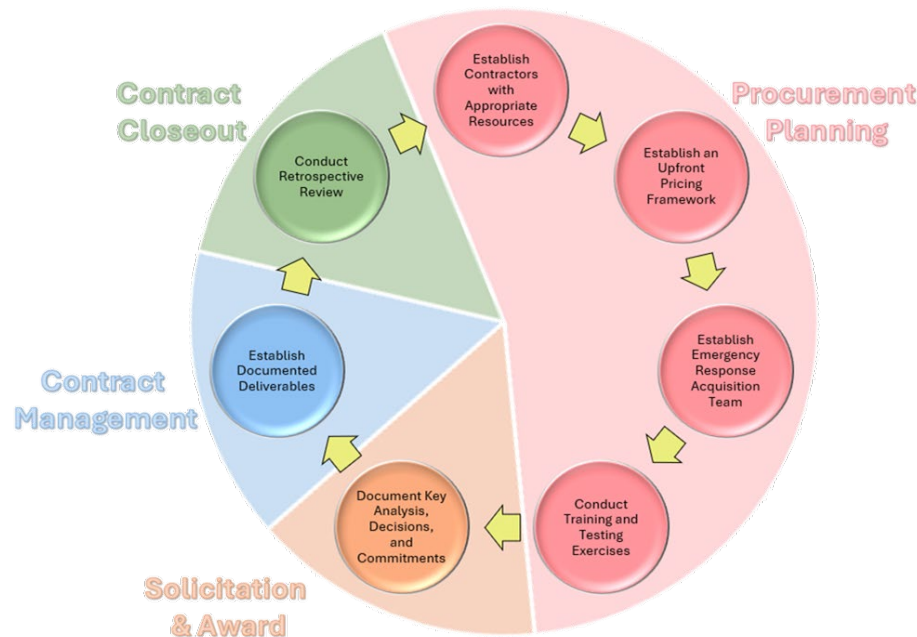 Contract
Closeout
Procurement
Planning
Establish
Contractors
with
Appropriate
Resources
Establish an
Upfront
Pricing
Framework
Establish
Emergency
Response
Acquisition
Team
Conduct
Training and
Testing
Exercises
Document Key
Analysis,
Decisions,
and
Commitments
Solicitation
& Award
Establish
Documented
Deliverables
Contract
Management
Conduct
Retrospective
Review